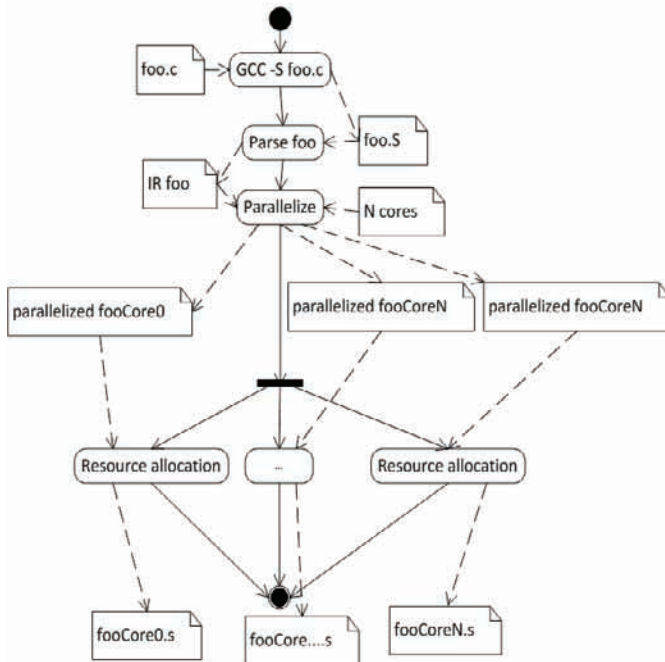 foo.c
GCC -S foo.c
Parse foo
foo.S
IR foo
Parallelize
N cores
parallelized fooCore0
parallelized fooCoreN
parallelized fooCoreN
Resource allocation
...
Resource allocation
fooCore0.s
fooCore....s
fooCoreN.s